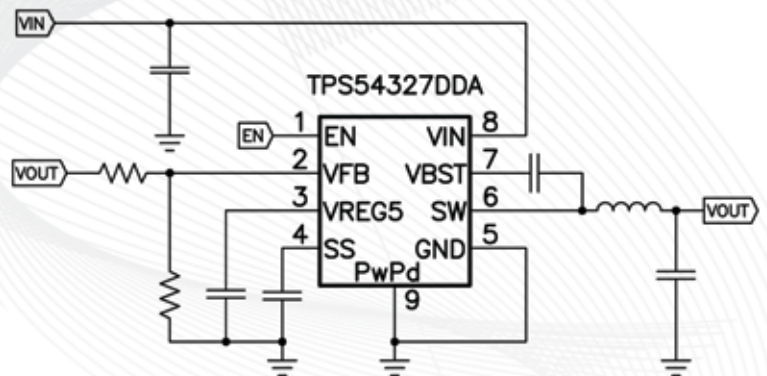 VIN
TPS54327DDA
EN 1 EN VIN 8
VOUT 2 VFB VBST 7
3 VREG5 SW 6 VOUT
4 SS GND 5
PwPd
9